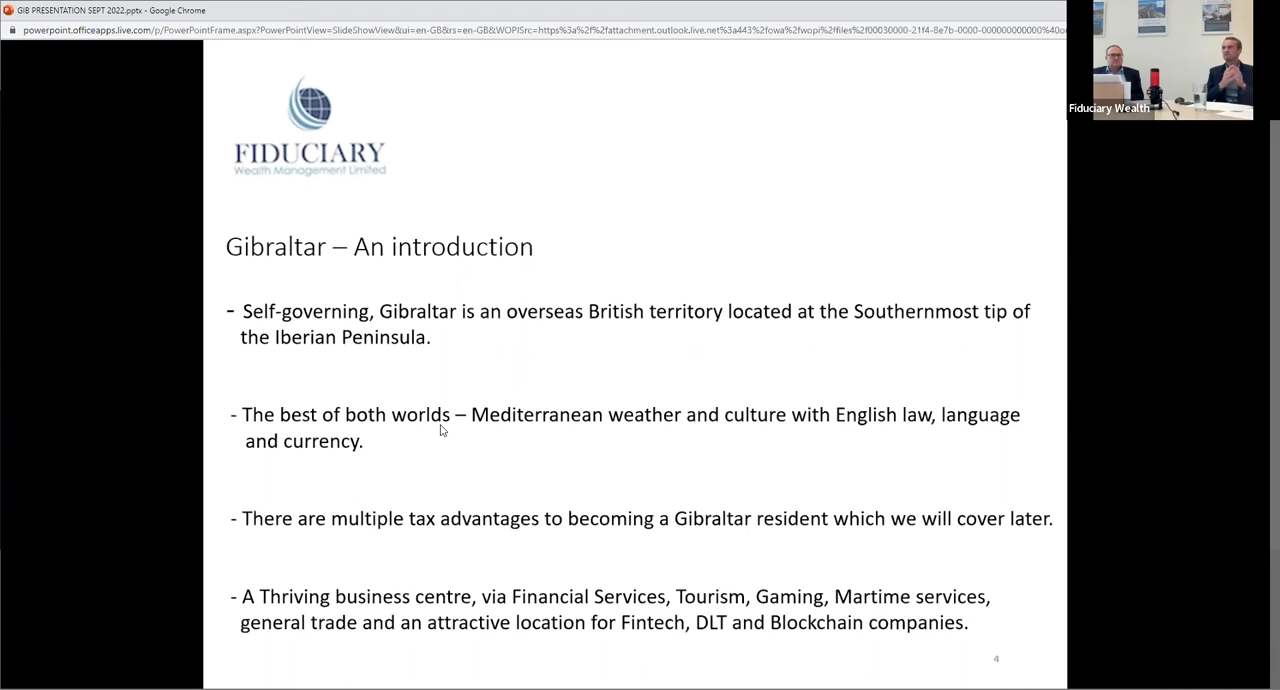 GIB PRESENTATION SEPT 2022.pptx - Google Chrome
powerpoint.officeapps.live.com/p/PowerPointFrame.aspx?PowerPointView=SlideShowView&ui=en-GB&rs=en-GB&WOPISrc=https%3a%2f%2fattachment.outlook.live.net%3a443%2fowa%2fwopi%2ffiles%2f00030000-21f4-8e7b-0000-000000000000%40o
Fiduciary Wealth
FIDUCIARY
Wealth Management Limited
Gibraltar – An introduction
- Self-governing, Gibraltar is an overseas British territory located at the Southernmost tip of
the Iberian Peninsula.
- The best of both worlds – Mediterranean weather and culture with English law, language
and currency.
- There are multiple tax advantages to becoming a Gibraltar resident which we will cover later.
- A Thriving business centre, via Financial Services, Tourism, Gaming, Martime services,
general trade and an attractive location for Fintech, DLT and Blockchain companies.
4